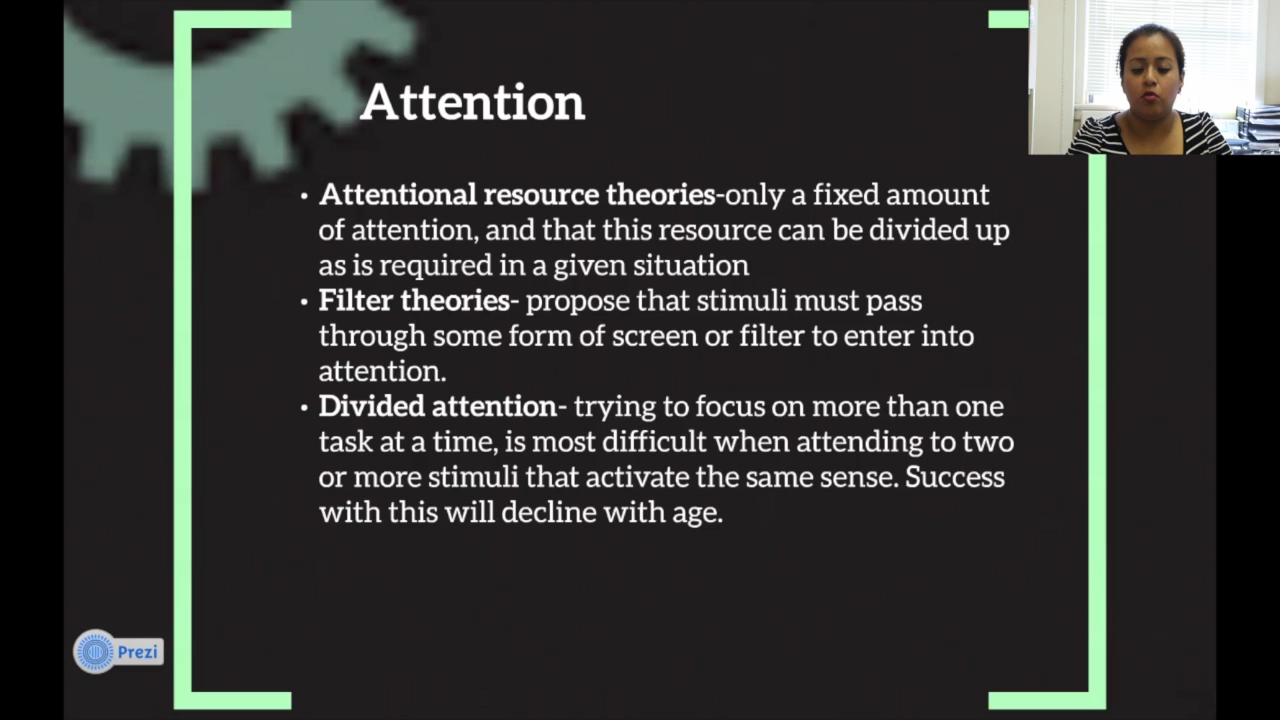 Attention
• Attentional resource theories-only a fixed amount
of attention, and that this resource can be divided up
as is required in a given situation
• Filter theories- propose that stimuli must pass
through some form of screen or filter to enter into
attention.
• Divided attention- trying to focus on more than one
task at a time, is most difficult when attending to two
or more stimuli that activate the same sense. Success
with this will decline with age.
Prezi